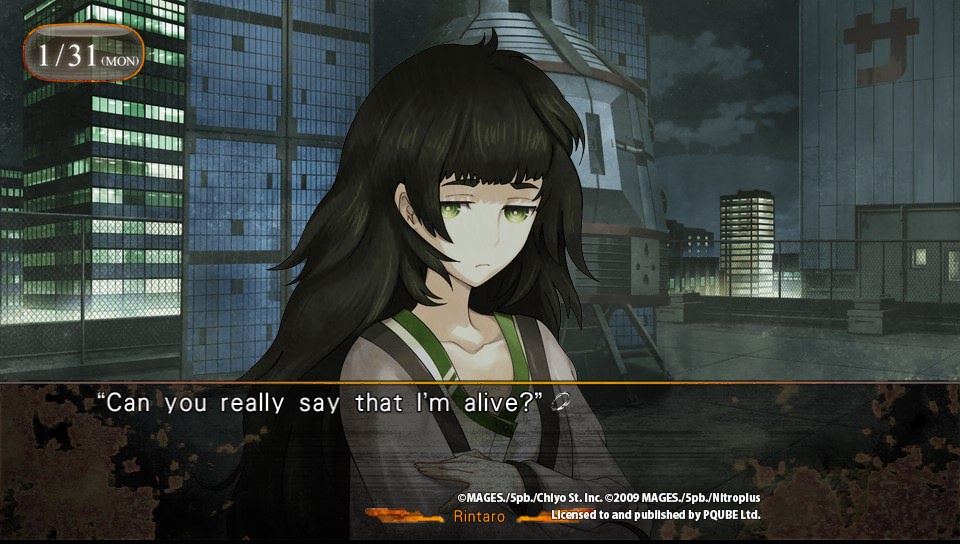 1/31(MON)
サ
“Can you really say that I'm alive?”
©MAGES./5pb./Chiyo St. Inc. ©2009 MAGES./5pb./Nitroplus
Rintaro
Licensed to and published by PQUBE Ltd.